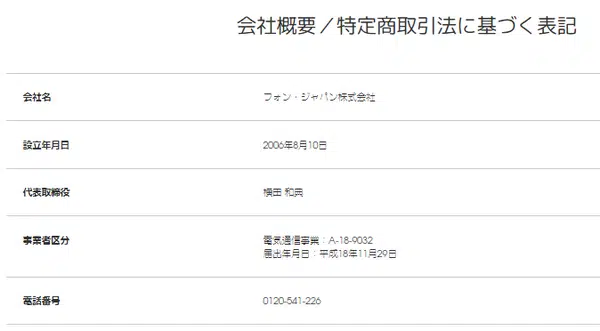 会社概要／特定商取引法に基づく表記
会社名
フォン・ジャパン株式会社
設立年月日
2006年8月10日
代表取締役
横田 和典
事業者区分
電気通信事業：A-18-9032
届出年月日：平成18年11月29日
電話番号
0120-541-226